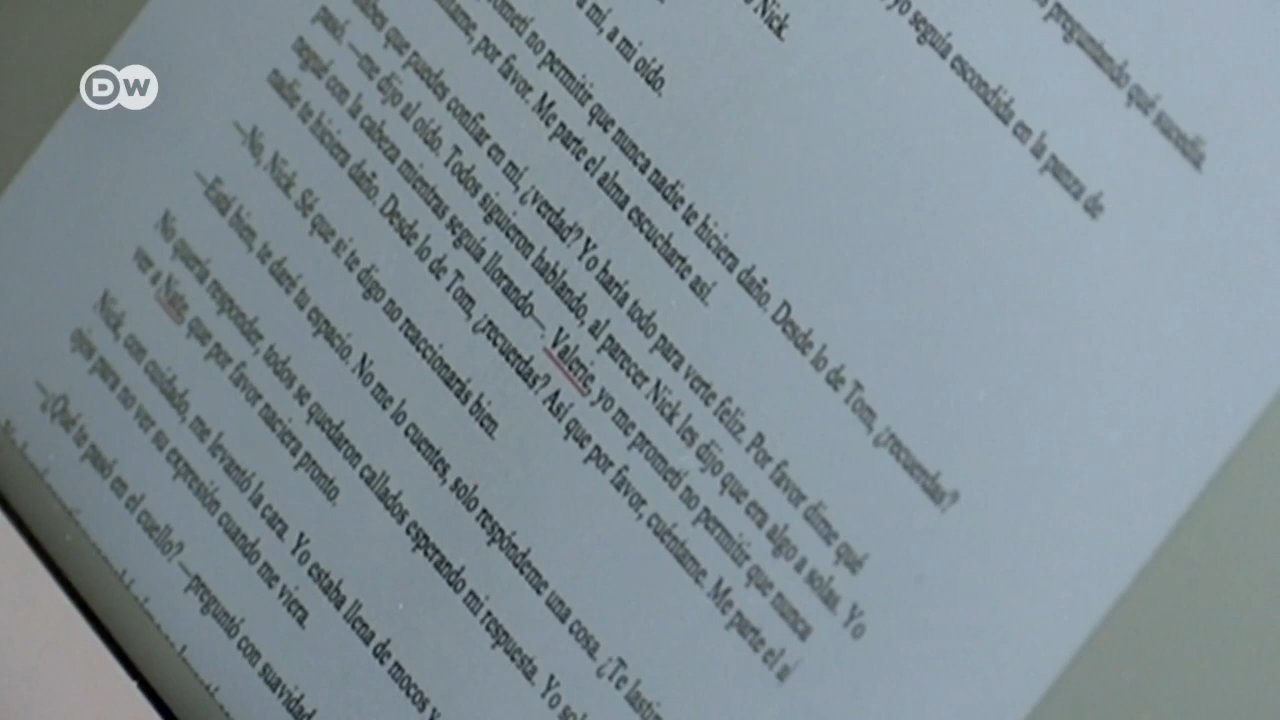 DW
preguntando qué sucedía
yo seguía escondida en la panza de
Nick.
a mí, a mi oído.
prometí no permitir que nunca nadie te hiciera daño. Desde lo de Tom, ¿recuerdas?
por favor. Me parte el alma escucharte así.
que puedes confiar en mí, ¿verdad? Yo haría todo para verte feliz. Por favor dime qué
pasó. —me dijo al oído. Todos siguieron hablando, al parecer Nick les dijo que era algo a solas. Yo
negué con la cabeza mientras seguía llorando—. Valerie, yo me prometí no permitir que nunca
nadie te hiciera daño. Desde lo de Tom, ¿recuerdas? Así que por favor, cuéntame. Me parte el al
—No, Nick. Sé que si te digo no reaccionarás bien.
—Está bien, te daré tu espacio. No me lo cuentes, solo respóndeme una cosa. ¿Te lastim
No quería responder, todos se quedaron callados esperando mi respuesta. Yo sol
ver a Nate que por favor naciera pronto.
Nick, con cuidado, me levantó la cara. Yo estaba llena de mocos y
ojos para no ver su expresión cuando me viera.
—¿Qué te pasó en el cuello? —preguntó con suavidad